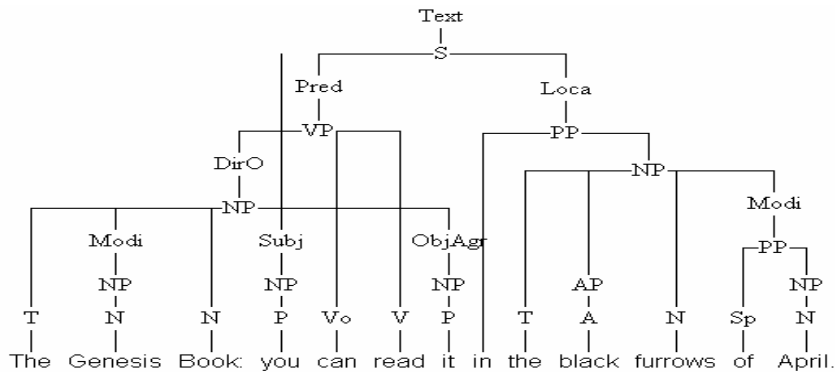 Text
S
Pred Loca
VP PP
DirO NP
NP Modi
Modi Subj ObjAgr PP
NP NP NP AP NP
T N N P Vo V P T A N Sp N
The Genesis Book: you can read it in the black furrows of April.